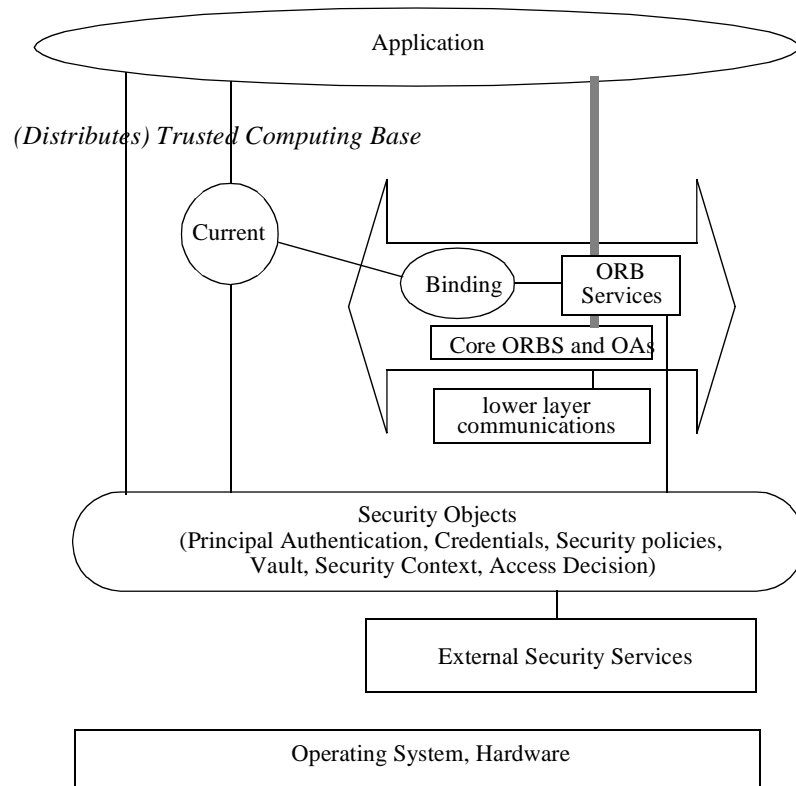 Application
(Distributes) Trusted Computing Base
Current
Binding
ORB
Services
Core ORBS and OAs
lower layer
communications
Security Objects
(Principal Authentication, Credentials, Security policies,
Vault, Security Context, Access Decision)
External Security Services
Operating System, Hardware